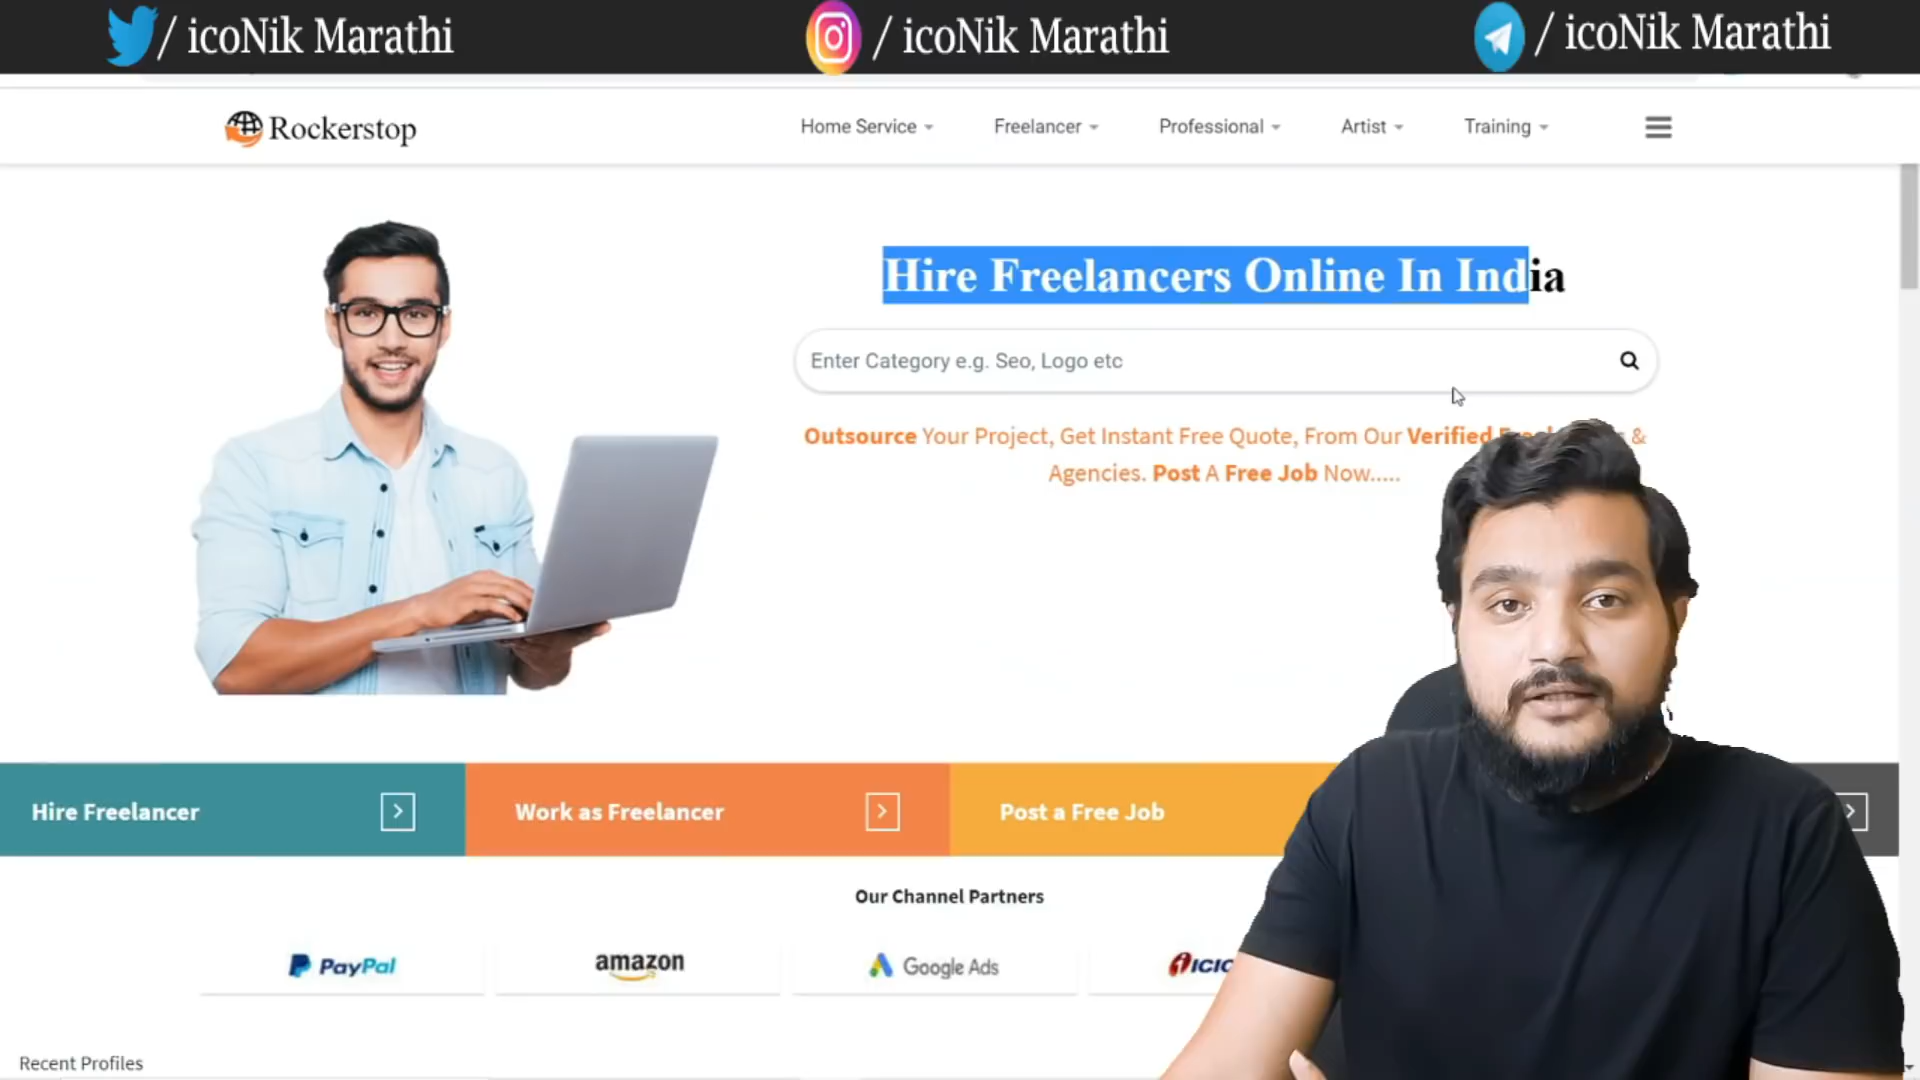 / icoNik Marathi
/ icoNik Marathi
/ icoNik Marathi
Rockerstop
Home Service
Freelancer
Professional
Artist
Training
Hire Freelancers Online In India
Enter Category e.g. Seo, Logo etc
Outsource Your Project, Get Instant Free Quote, From Our Verified &
Agencies. Post A Free Job Now.....
Hire Freelancer
Work as Freelancer
Post a Free Job
Our Channel Partners
PayPal
amazon
Google Ads
Recent Profiles